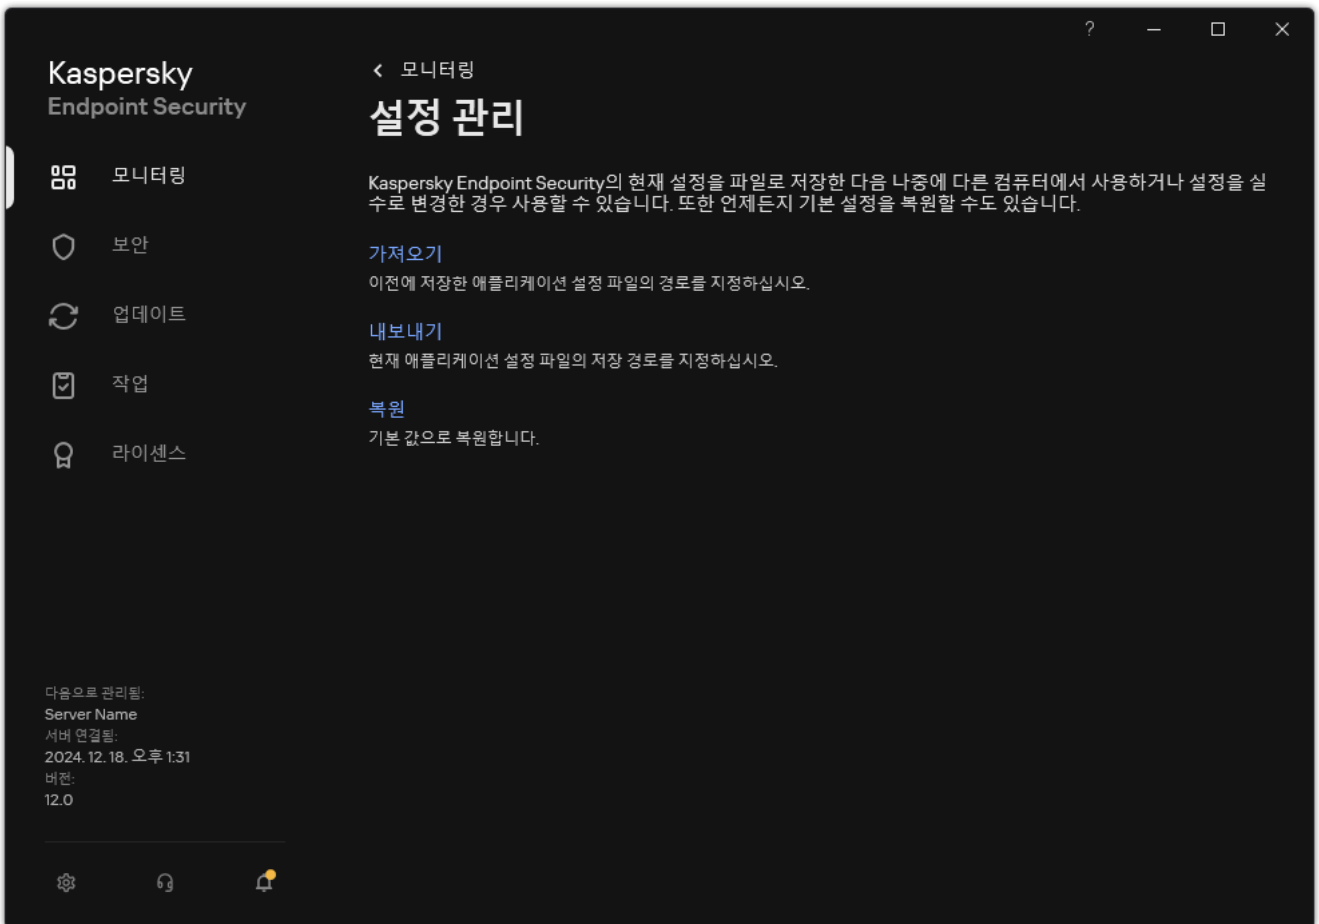 ?
Kaspersky
Endpoint Security
모니터링
보안
업데이트
작업
라이센스
다음으로 관리됨:
Server Name
서버 연결됨:
2024. 12. 18. 오후 1:31
버전:
12.0
모니터링
설정 관리
Kaspersky Endpoint Security의 현재 설정을 파일로 저장한 다음 나중에 다른 컴퓨터에서 사용하거나 설정을 실
수로 변경한 경우 사용할 수 있습니다. 또한 언제든지 기본 설정을 복원할 수도 있습니다.
가져오기
이전에 저장한 애플리케이션 설정 파일의 경로를 지정하십시오.
내보내기
현재 애플리케이션 설정 파일의 저장 경로를 지정하십시오.
복원
기본 값으로 복원합니다.